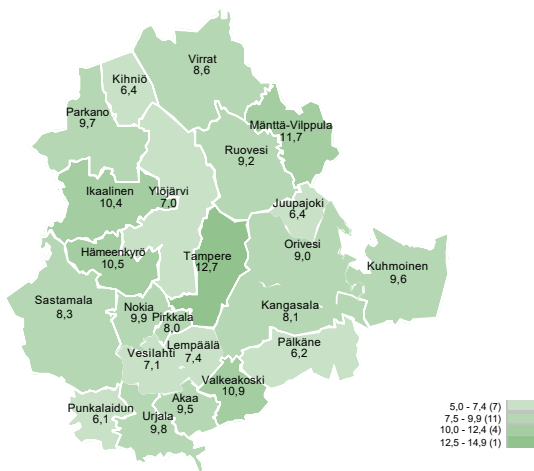 Virrat
8,6
Kihniö
6,4
Parkano
9,7
Mänttä-Vilppula
11,7
Ruovesi
9,2
Ikaalinen
10,4
Ylöjärvi
7,0
Juupajoki
6,4
Orivesi
9,0
Hämeenkyrö
10,5
Tampere
12,7
Kuhmoinen
9,6
Sastamala
8,3
Nokia
9,9
Pirkkala
8,0
Kangasala
8,1
Pälkäne
6,2
Lempäälä
7,4
Vesilahti
7,1
Valkeakoski
10,9
Akaa
9,5
Punkalaidun
6,1
Urjala
9,8
5,0 - 7,4 (7)
7,5 - 9,9 (11)
10,0 - 12,4 (4)
12,5 - 14,9 (1)